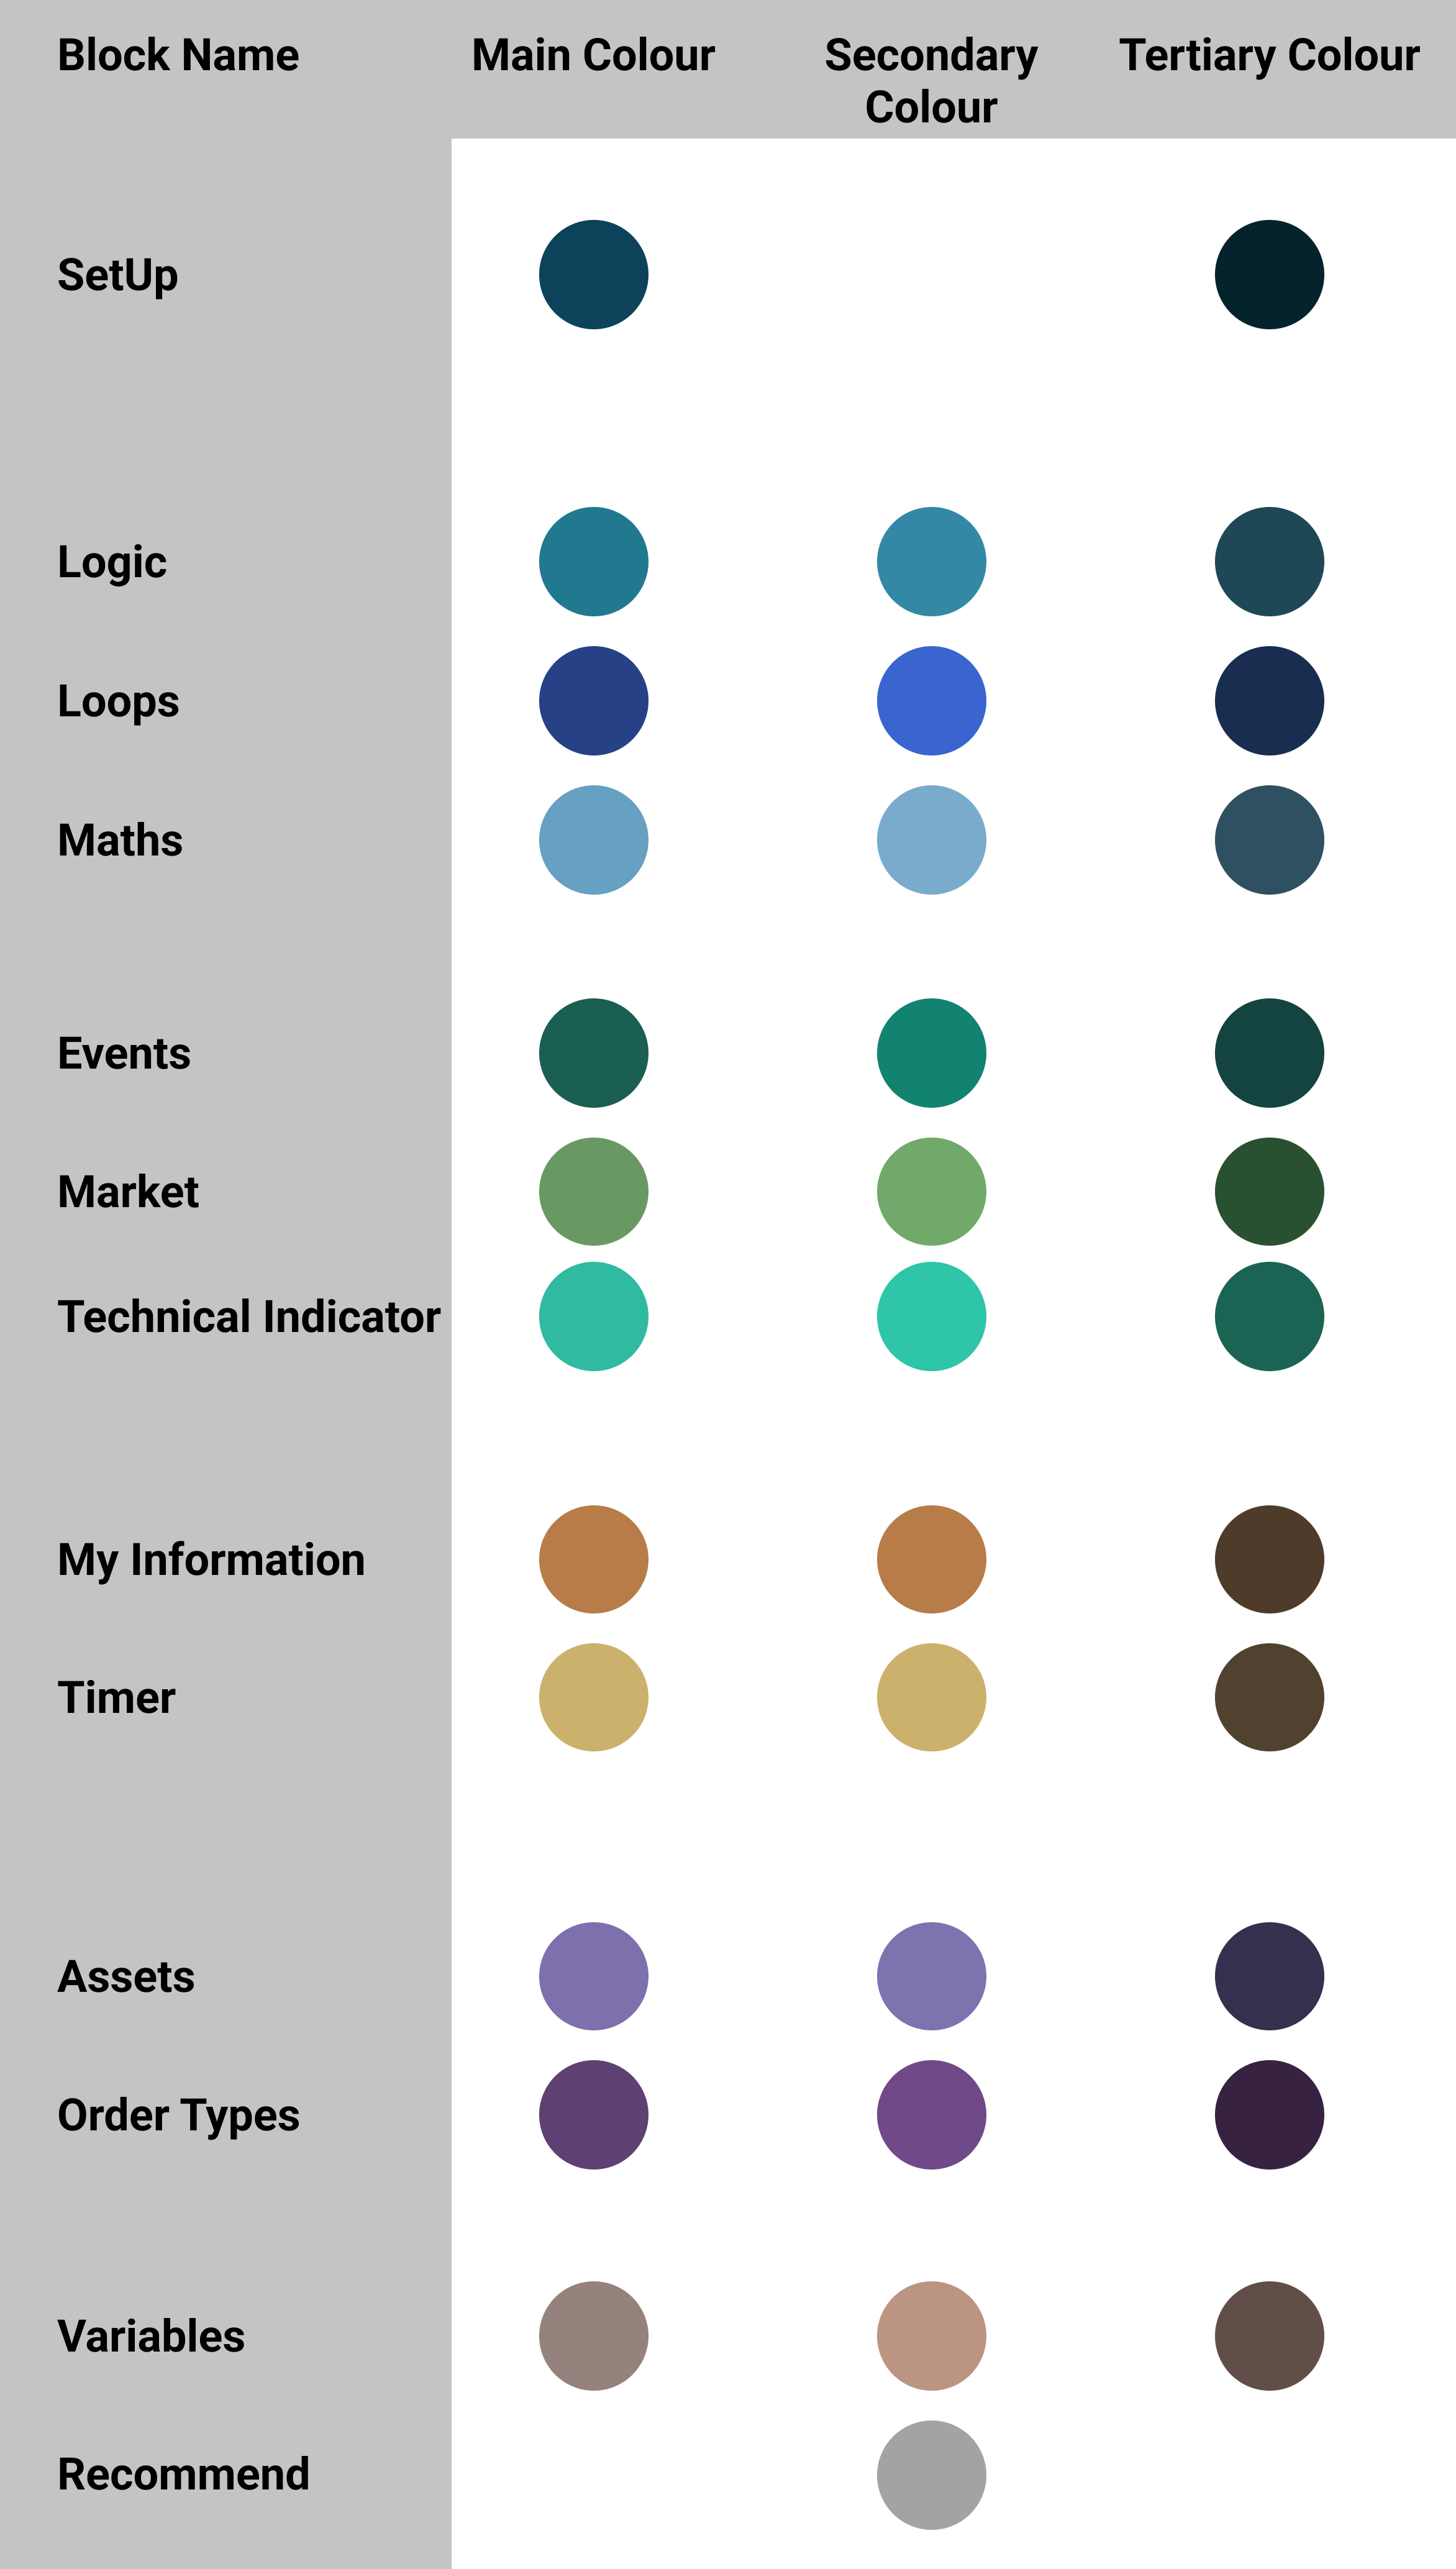 Block Name
Main Colour
Secondary
Colour
Tertiary Colour
SetUp
Logic
Loops
Maths
Events
Market
Technical Indicator
My Information
Timer
Assets
Order Types
Variables
Recommend